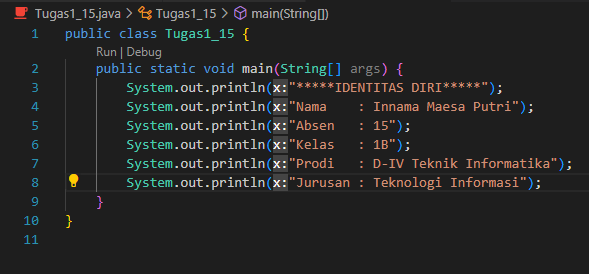 Tugas1_15.java > Tugas1_15 > main(String[])
1 public class Tugas1_15 {
Run | Debug
2 public static void main(String[] args) {
3 System.out.println(x:"*****IDENTITAS DIRI*****");
4 System.out.println(x:"Nama    : Innama Maesa Putri");
5 System.out.println(x:"Absen   : 15");
6 System.out.println(x:"Kelas   : 1B");
7 System.out.println(x:"Prodi   : D-IV Teknik Informatika");
8 System.out.println(x:"Jurusan : Teknologi Informasi");
9 }
10 }
11